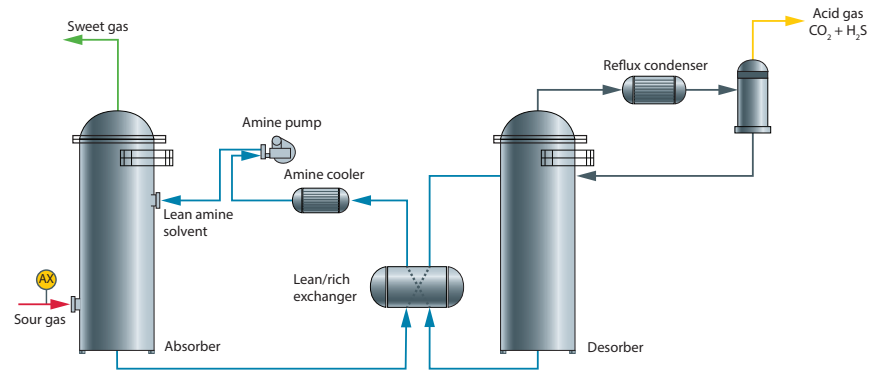 Sweet gas
Acid gas
CO₂ + H₂S
Reflux condenser
Amine pump
Amine cooler
Lean amine
solvent
Lean/rich
exchanger
AX
Sour gas
Absorber
Desorber